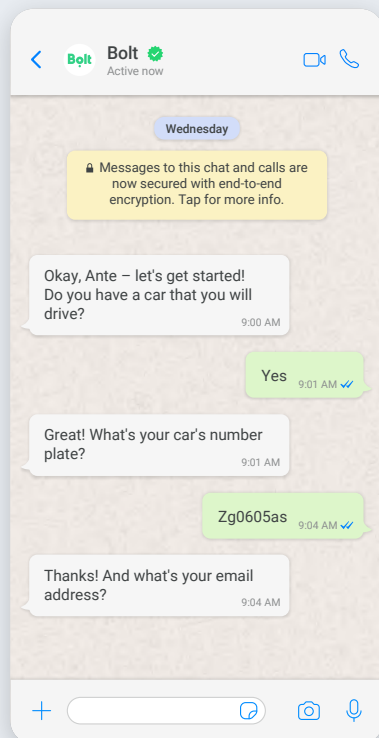 Bolt
Bolt
Active now
Wednesday
Messages to this chat and calls are
now secured with end-to-end
encryption. Tap for more info.
Okay, Ante – let's get started!
Do you have a car that you will
drive?
9:00 AM
Yes
9:01 AM
Great! What's your car's number
plate?
9:01 AM
Zg0605as
9:04 AM
Thanks! And what's your email
address?
9:04 AM